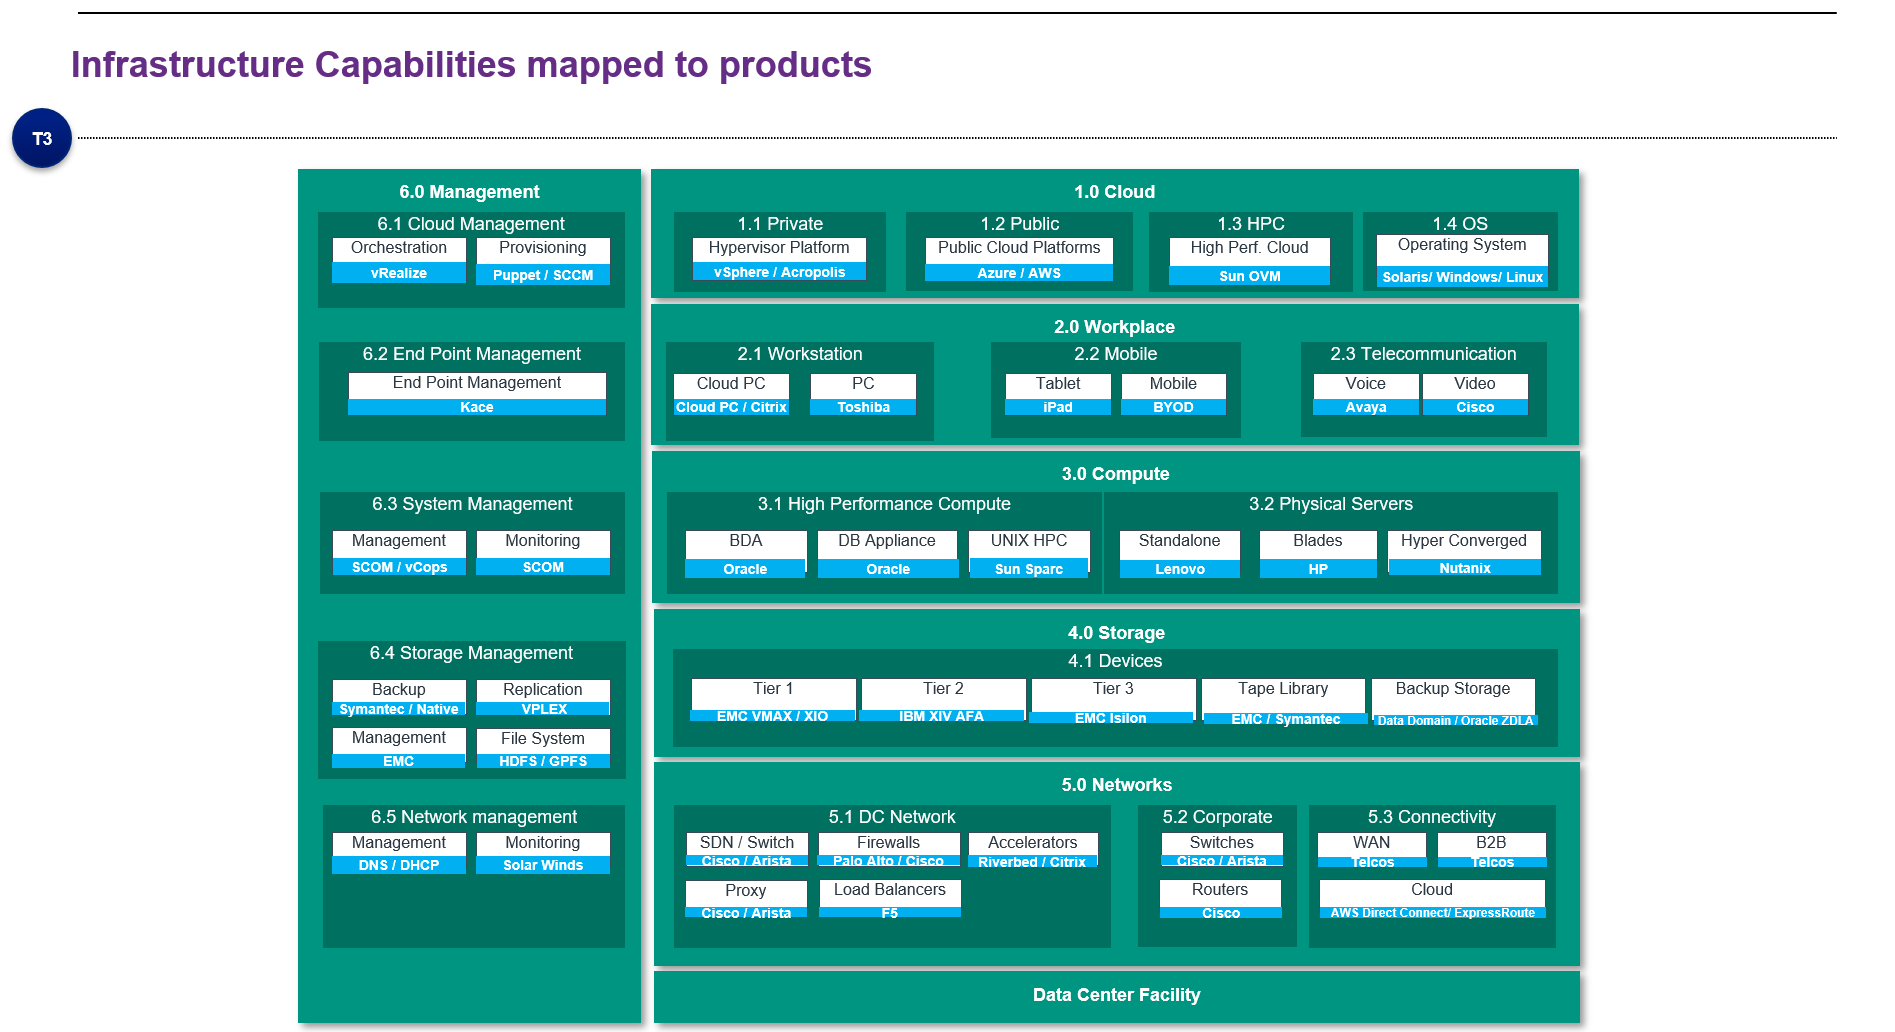 Infrastructure Capabilities mapped to products
T3
6.0 Management
6.1 Cloud Management
Orchestration
vRealize
Provisioning
Puppet / SCCM
6.2 End Point Management
End Point Management
Kace
6.3 System Management
Management
SCOM / vCops
Monitoring
SCOM
6.4 Storage Management
Backup
Symantec / Native
Replication
VPLEX
Management
EMC
File System
HDFS / GPFS
6.5 Network management
Management
DNS / DHCP
Monitoring
Solar Winds
1.0 Cloud
1.1 Private
Hypervisor Platform
vSphere / Acropolis
1.2 Public
Public Cloud Platforms
Azure / AWS
1.3 HPC
High Perf. Cloud
Sun OVM
1.4 OS
Operating System
Solaris/ Windows/ Linux
2.0 Workplace
2.1 Workstation
Cloud PC
Cloud PC / Citrix
PC
Toshiba
2.2 Mobile
Tablet
iPad
Mobile
BYOD
2.3 Telecommunication
Voice
Avaya
Video
Cisco
3.0 Compute
3.1 High Performance Compute
BDA
Oracle
DB Appliance
Oracle
UNIX HPC
Sun Sparc
3.2 Physical Servers
Standalone
Lenovo
Blades
HP
Hyper Converged
Nutanix
4.0 Storage
4.1 Devices
Tier 1
EMC VMAX / XIO
Tier 2
IBM XIV AFA
Tier 3
EMC Isilon
Tape Library
EMC / Symantec
Backup Storage
Data Domain / Oracle ZDLA
5.0 Networks
5.1 DC Network
SDN / Switch
Cisco / Arista
Firewalls
Palo Alto / Cisco
Accelerators
Riverbed / Citrix
Proxy
Cisco / Arista
Load Balancers
F5
5.2 Corporate
Switches
Cisco / Arista
Routers
Cisco
5.3 Connectivity
WAN
Telcos
B2B
Telcos
Cloud
AWS Direct Connect/ ExpressRoute
Data Center Facility